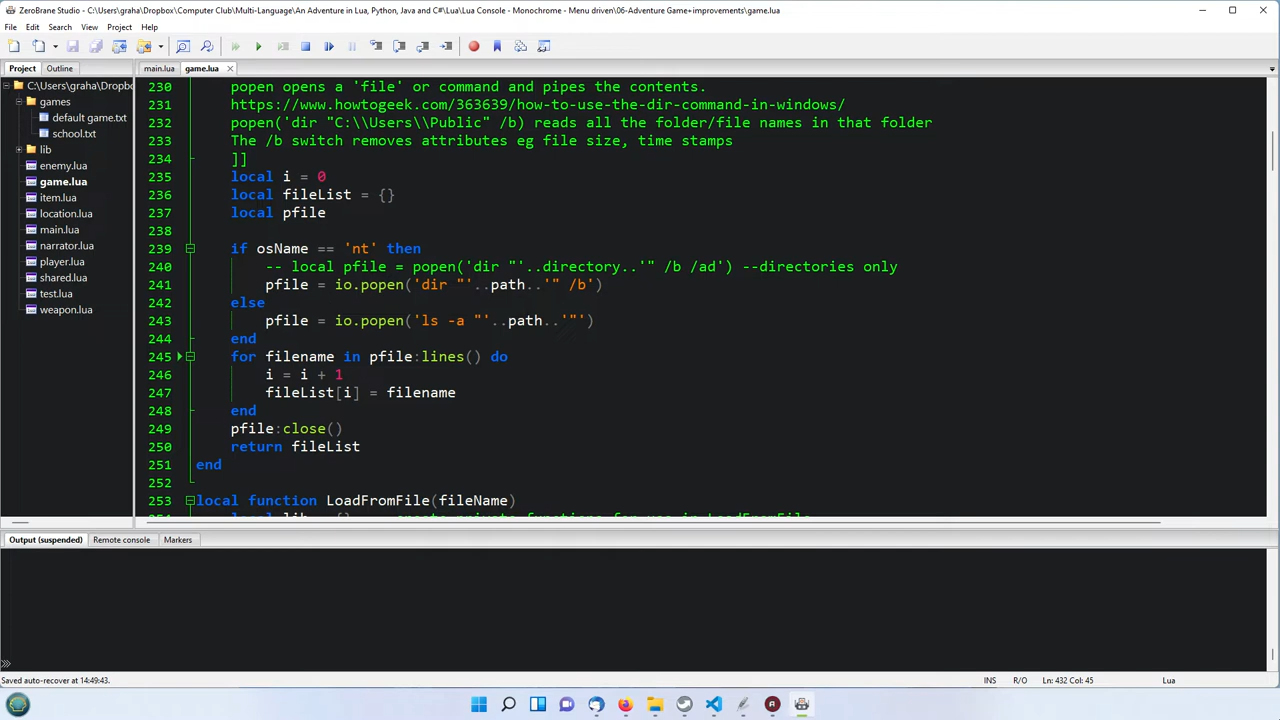 ZeroBrane Studio - C:\Users\graha\Dropbox\Computer Club\Multi-Language\An Adventure in Lua, Python, Java and C#\Lua\Lua Console - Monochrome - Menu driven\06-Adventure Game+improvements\game.lua
File Edit Search View Project Help
Project Outline main.lua game.lua
C:\Users\graha\Dropbo
games
default game.txt
school.txt
lib
enemy.lua
game.lua
item.lua
location.lua
main.lua
narrator.lua
player.lua
shared.lua
test.lua
weapon.lua
230 popen opens a 'file' or command and pipes the contents.
231 https://www.howtogeek.com/363639/how-to-use-the-dir-command-in-windows/
232 popen('dir "C:\\Users\\Public" /b) reads all the folder/file names in that folder
233 The /b switch removes attributes eg file size, time stamps
234 ]]
235 local i = 0
236 local fileList = {}
237 local pfile
238
239 if osName == 'nt' then
240 -- local pfile = popen('dir "'..directory..'" /b /ad') --directories only
241 pfile = io.popen('dir "'..path..'" /b')
242 else
243 pfile = io.popen('ls -a "'..path..'"')
244 end
245 for filename in pfile:lines() do
246 i = i + 1
247 fileList[i] = filename
248 end
249 pfile:close()
250 return fileList
251 end
252
253 local function LoadFromFile(fileName)
Output (suspended) Remote console Markers
Saved auto-recover at 14:49:43. INS R/O Ln: 432 Col: 45 Lua